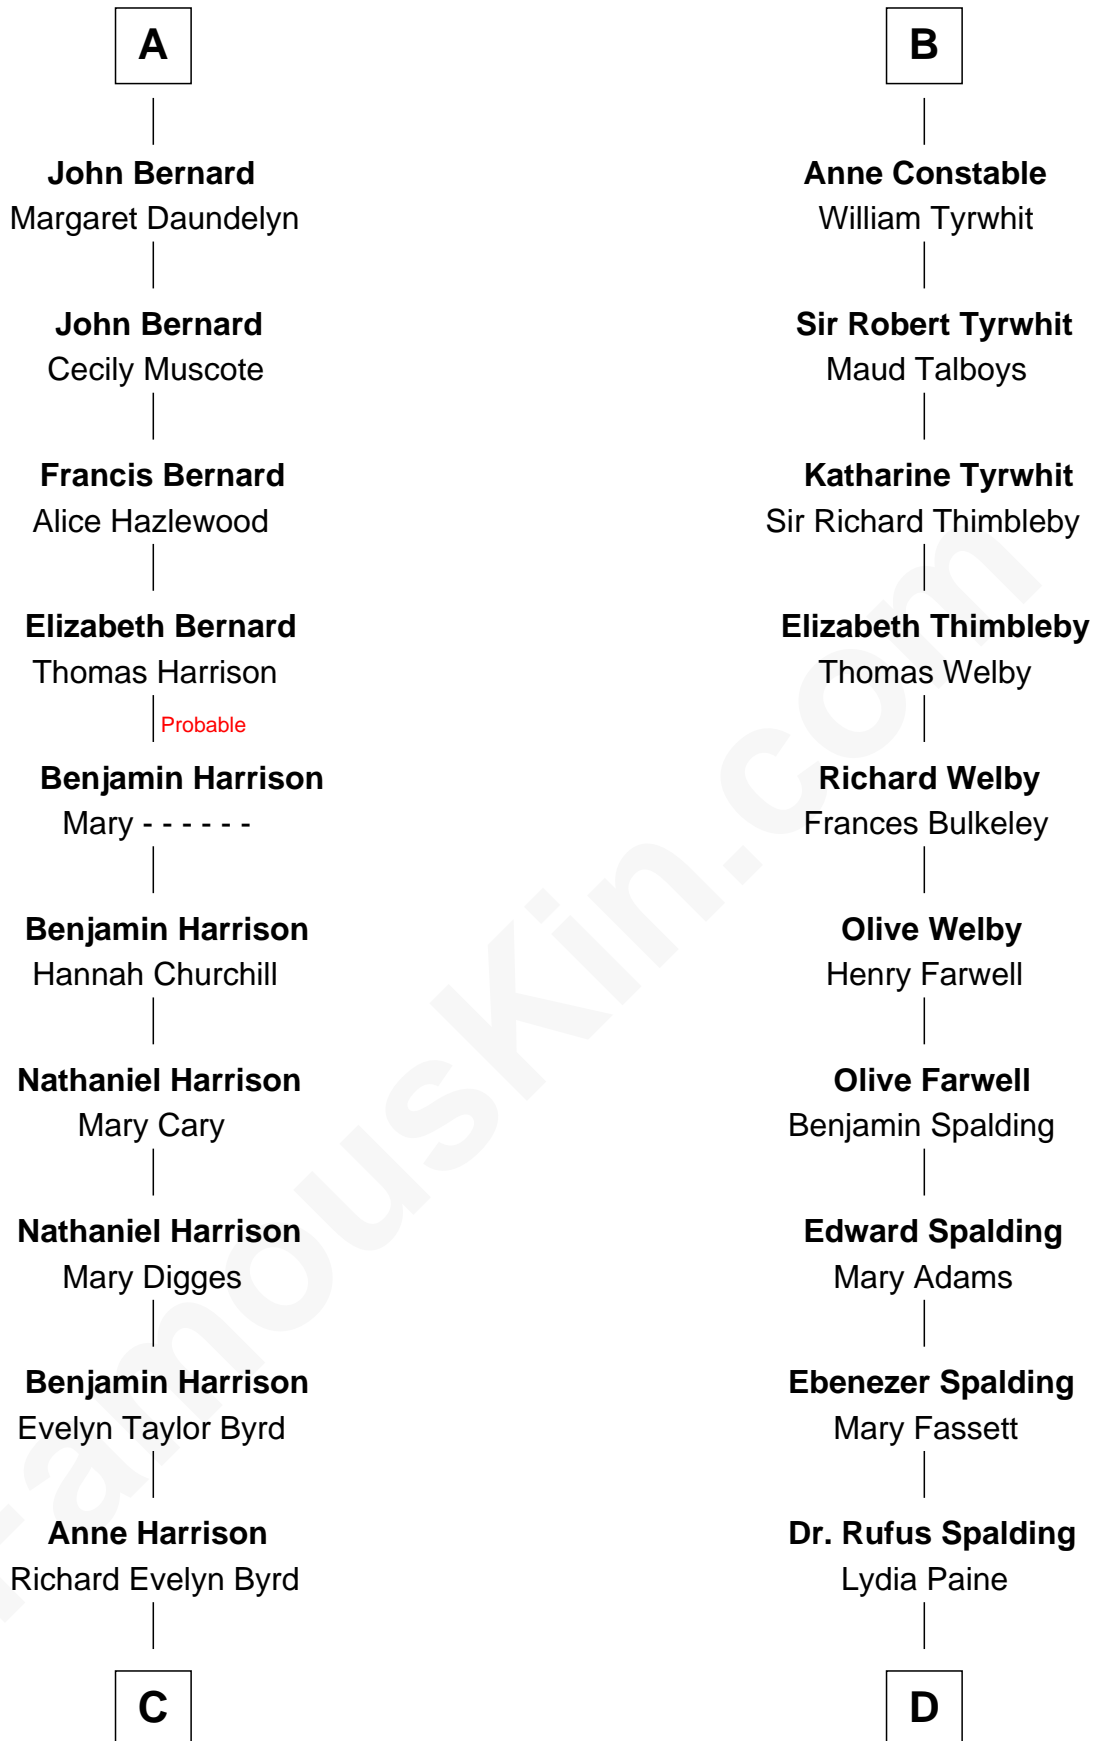 A
John Bernard
Margaret Daundelyn
John Bernard
Cecily Muscote
Francis Bernard
Alice Hazlewood
Elizabeth Bernard
Thomas Harrison
Probable
Benjamin Harrison
Mary - - - - - -
Benjamin Harrison
Hannah Churchill
Nathaniel Harrison
Mary Cary
Nathaniel Harrison
Mary Digges
Benjamin Harrison
Evelyn Taylor Byrd
Anne Harrison
Richard Evelyn Byrd
C
B
Anne Constable
William Tyrwhit
Sir Robert Tyrwhit
Maud Talboys
Katharine Tyrwhit
Sir Richard Thimbleby
Elizabeth Thimbleby
Thomas Welby
Richard Welby
Frances Bulkeley
Olive Welby
Henry Farwell
Olive Farwell
Benjamin Spalding
Edward Spalding
Mary Adams
Ebenezer Spalding
Mary Fassett
Dr. Rufus Spalding
Lydia Paine
D
FamousKin.com